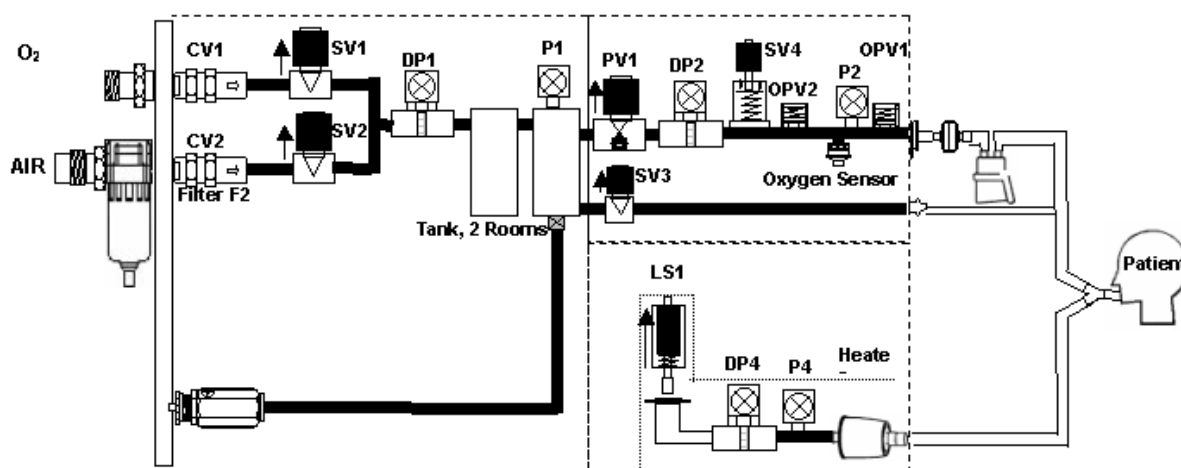 O₂
CV1
SV1
DP1
P1
PV1
DP2
SV4
OPV2
P2
OPV1
AIR
CV2
SV2
Filter F2
Tank, 2 Rooms
SV3
Oxygen Sensor
Patient
LS1
DP4
P4
Heate